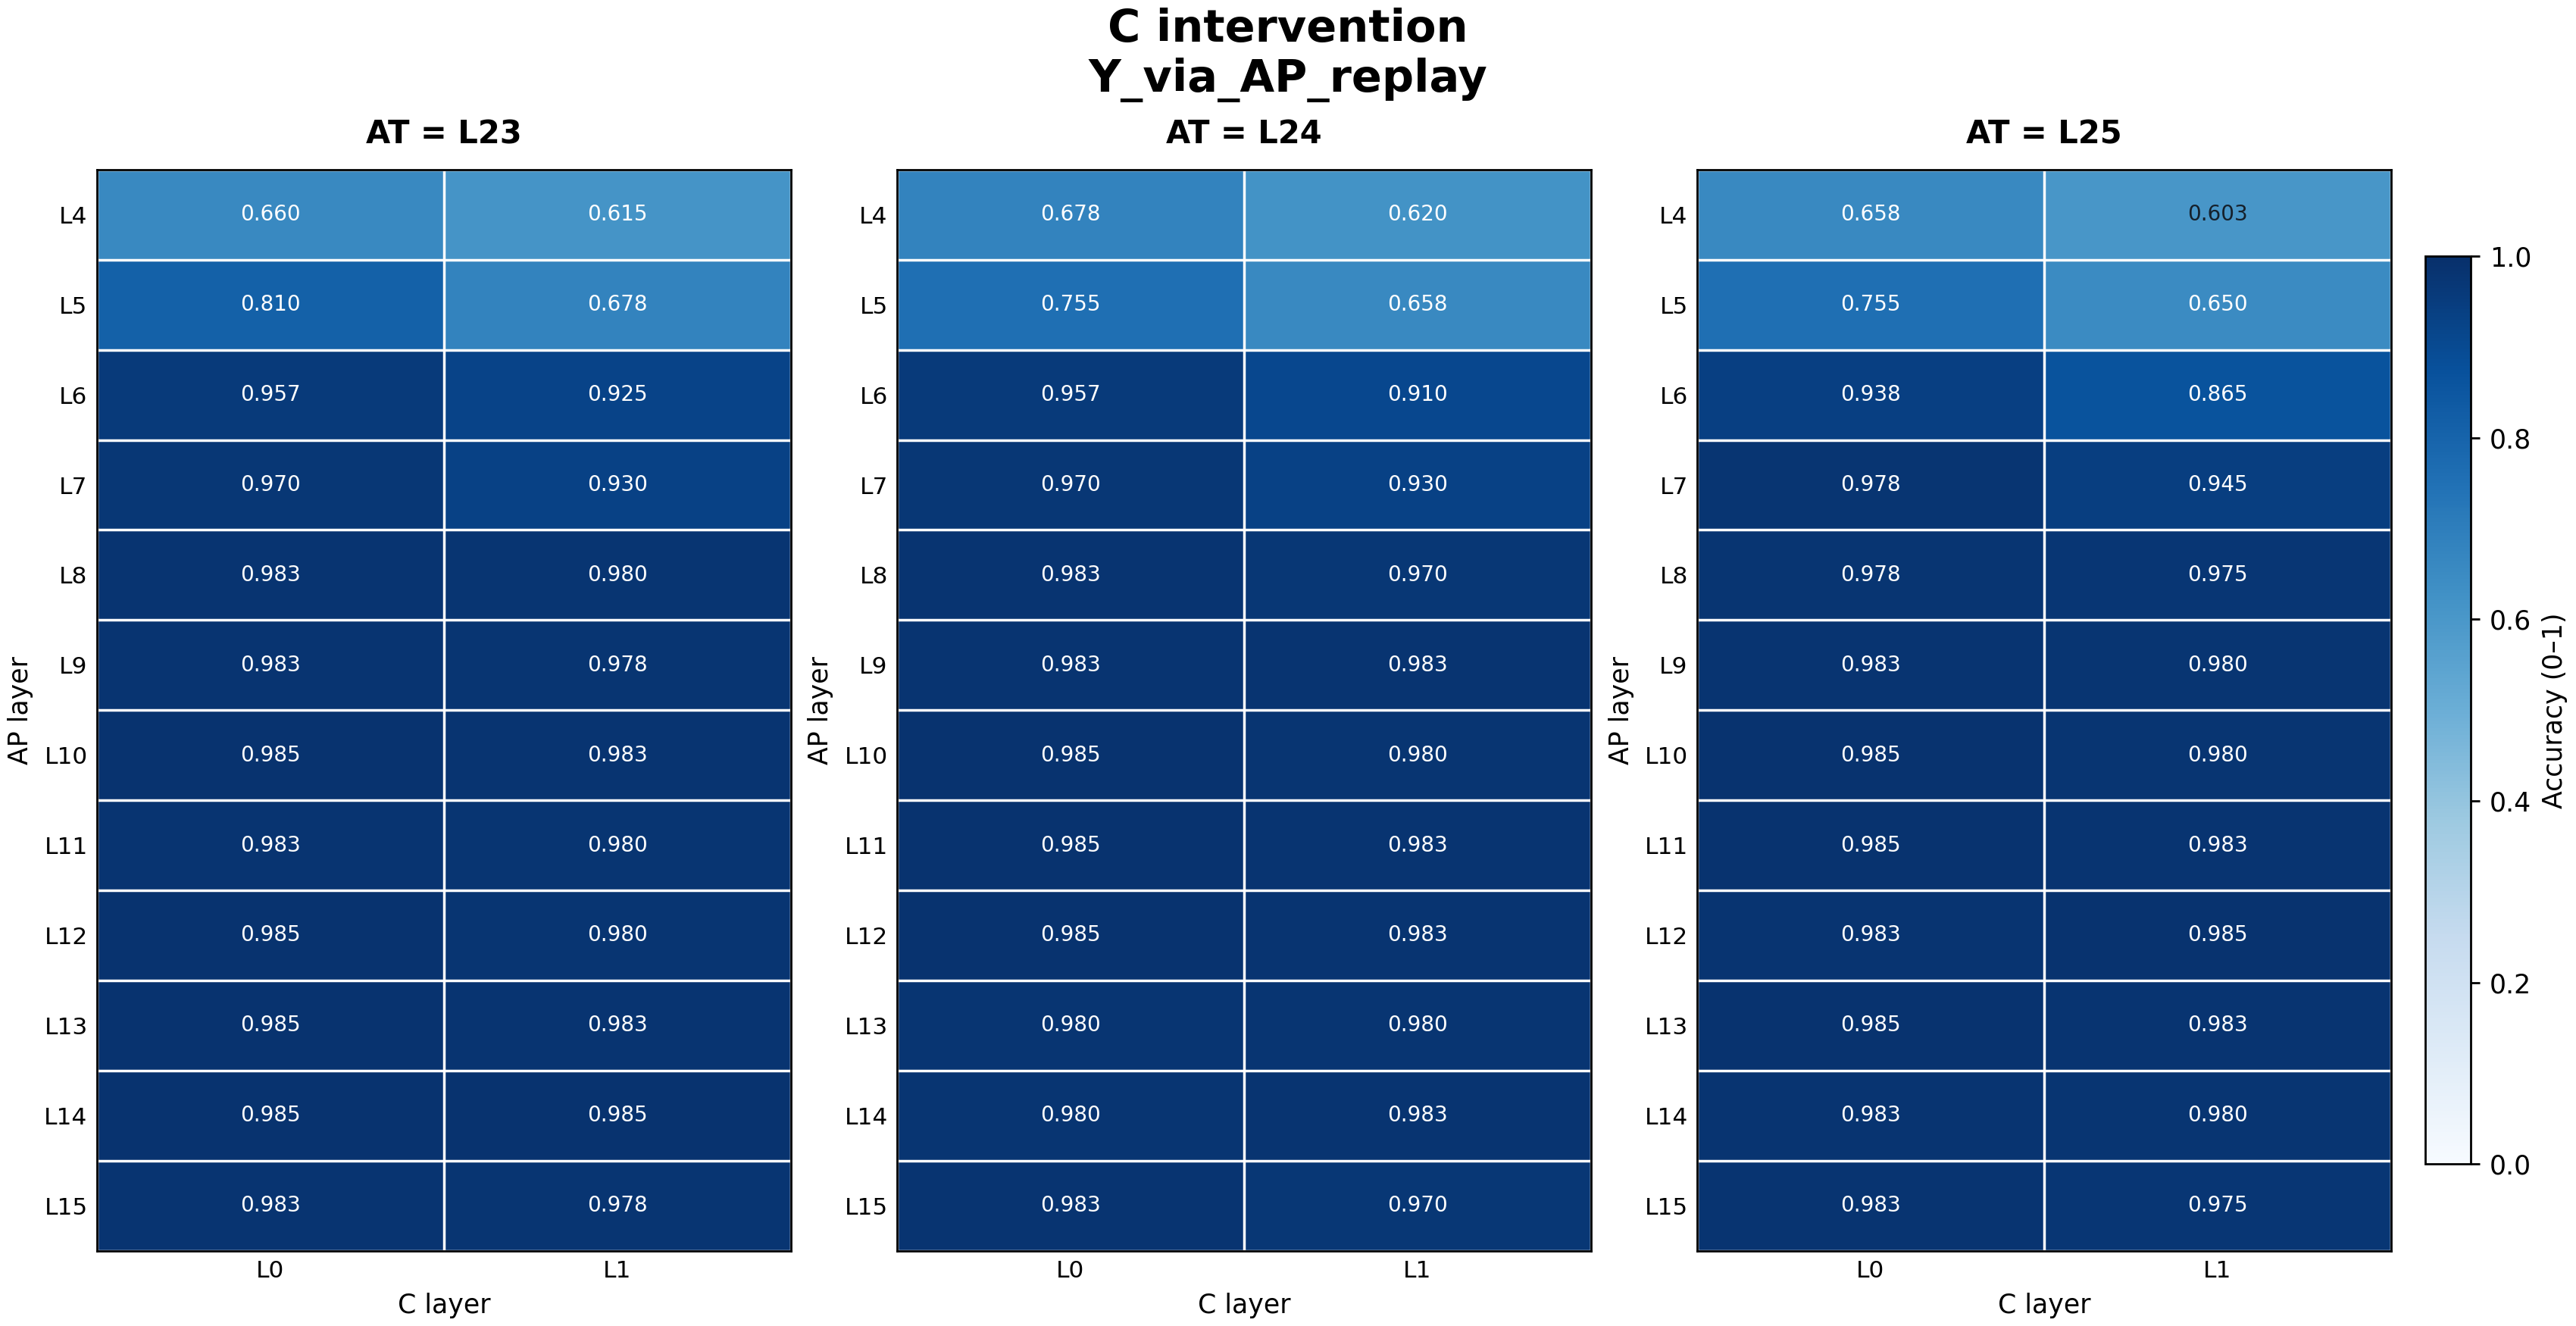 C intervention
Y_via_AP_replay
AT = L23
AT = L24
AT = L25
AP layer
L4 0.660 0.615
L5 0.810 0.678
L6 0.957 0.925
L7 0.970 0.930
L8 0.983 0.980
L9 0.983 0.978
L10 0.985 0.983
L11 0.983 0.980
L12 0.985 0.980
L13 0.985 0.983
L14 0.985 0.985
L15 0.983 0.978
L0 L1
C layer
AP layer
L4 0.678 0.620
L5 0.755 0.658
L6 0.957 0.910
L7 0.970 0.930
L8 0.983 0.970
L9 0.983 0.983
L10 0.985 0.980
L11 0.985 0.983
L12 0.985 0.983
L13 0.980 0.980
L14 0.980 0.983
L15 0.983 0.970
L0 L1
C layer
AP layer
L4 0.658 0.603
L5 0.755 0.650
L6 0.938 0.865
L7 0.978 0.945
L8 0.978 0.975
L9 0.983 0.980
L10 0.985 0.980
L11 0.985 0.983
L12 0.983 0.985
L13 0.985 0.983
L14 0.983 0.980
L15 0.983 0.975
L0 L1
C layer
1.0
0.8
0.6
0.4
0.2
0.0
Accuracy (0–1)